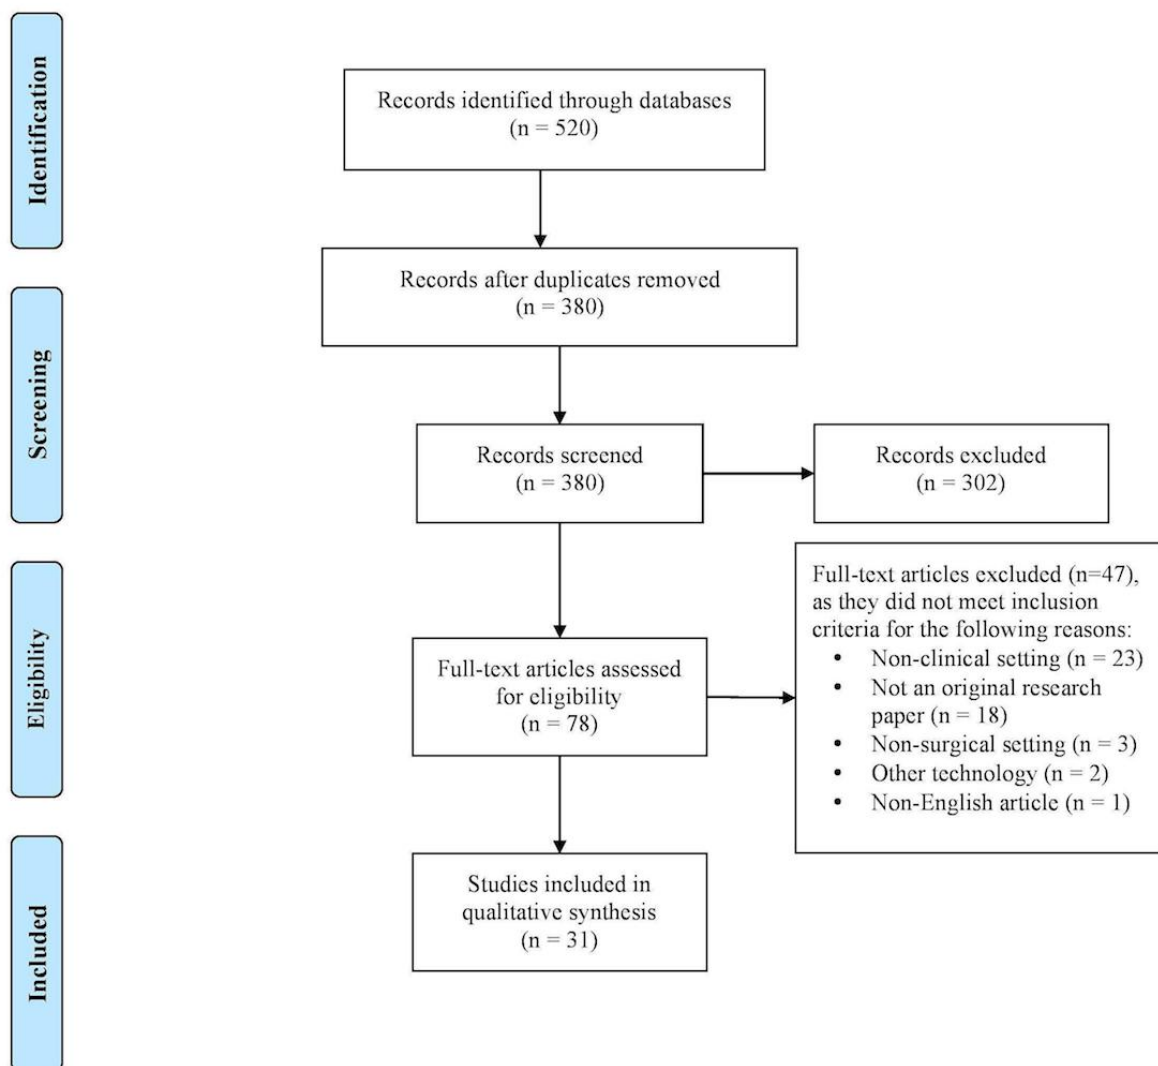 Identification
Records identified through databases
(n = 520)
Records after duplicates removed
(n = 380)
Screening
Records screened
(n = 380)
Records excluded
(n = 302)
Eligibility
Full-text articles assessed
for eligibility
(n = 78)
Full-text articles excluded (n=47),
as they did not meet inclusion
criteria for the following reasons:
• Non-clinical setting (n = 23)
• Not an original research
paper (n = 18)
• Non-surgical setting (n = 3)
• Other technology (n = 2)
• Non-English article (n = 1)
Included
Studies included in
qualitative synthesis
(n = 31)